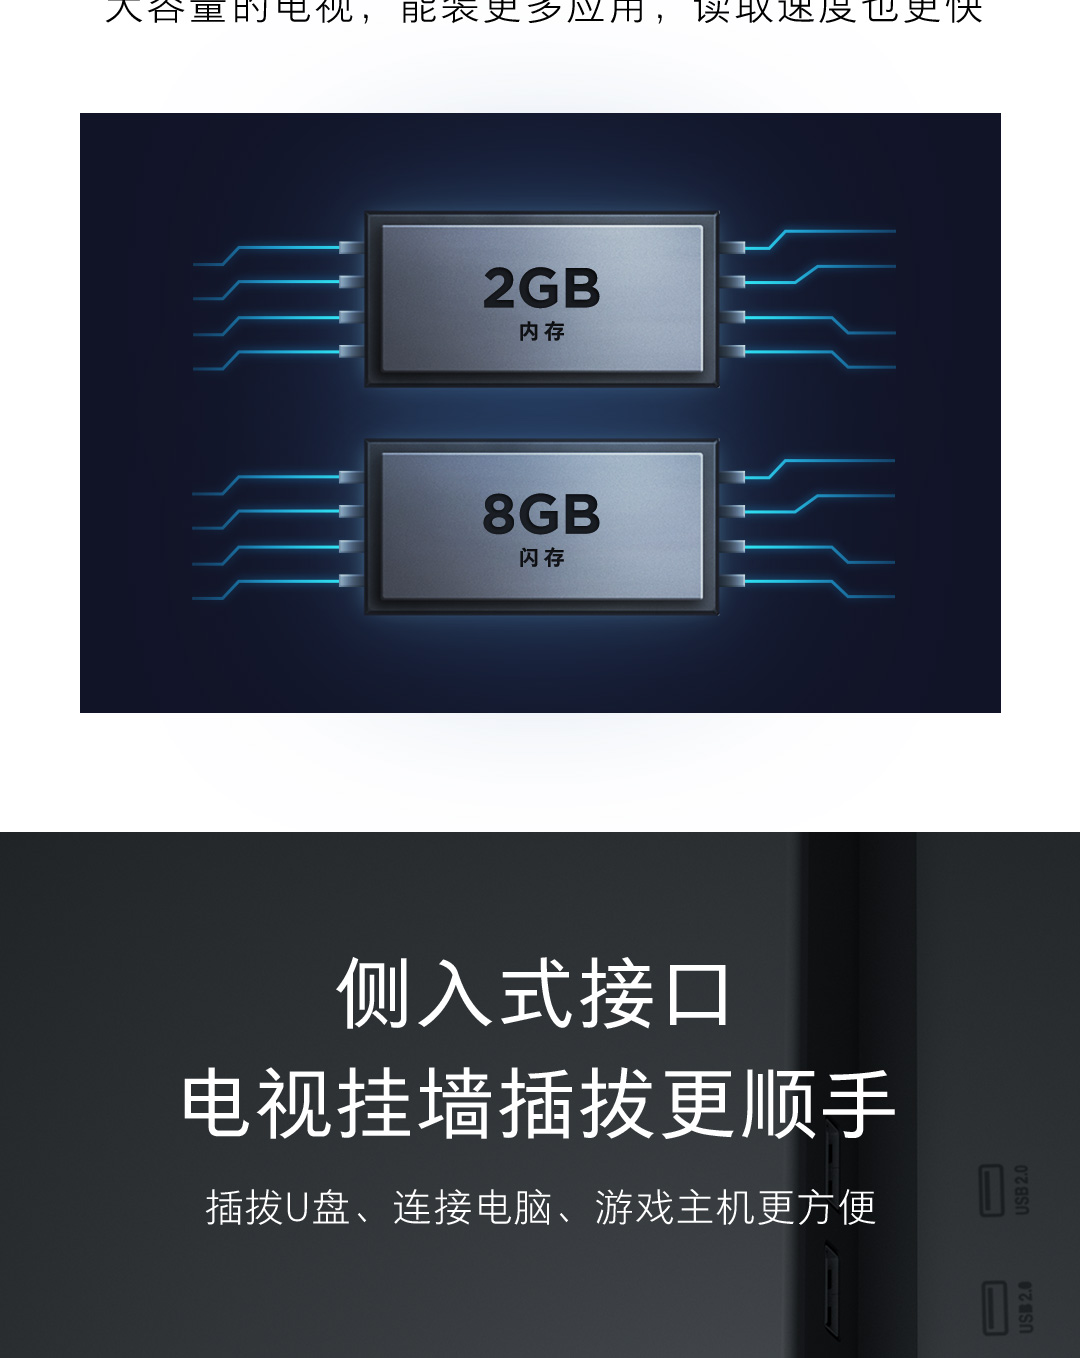 大容量的电视，能装更多应用，读取速度也更快
2GB
内存
8GB
闪存
侧入式接口
电视挂墙插拔更顺手
插拔U盘、连接电脑、游戏主机更方便
USB 2.0
USB 2.0